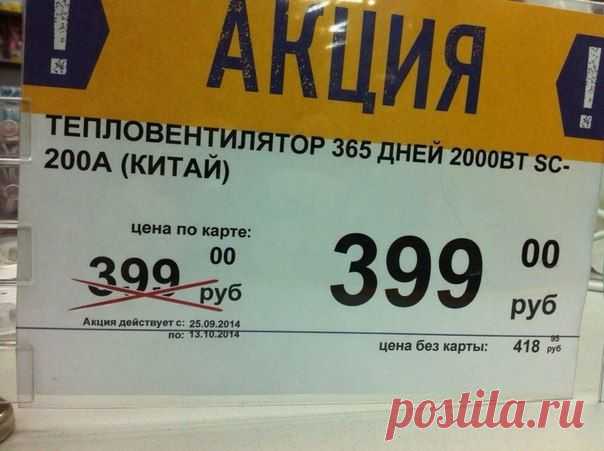 ! АКЦИЯ !
ТЕПЛОВЕНТИЛЯТОР 365 ДНЕЙ 2000ВТ SC-
200А (КИТАЙ)
цена по карте:
399 00 руб
399 00 руб
Акция действует с: 25.09.2014
по: 13.10.2014
цена без карты: 418 95 руб
postila.ru